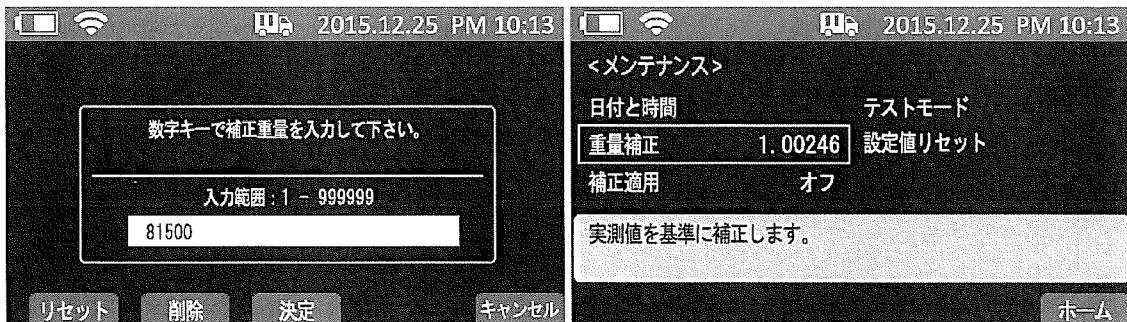 2015.12.25 PM 10:13
数字キーで補正重量を入力して下さい。
入力範囲:1 - 999999
81500
リセット 削除 決定 キャンセル
2015.12.25 PM 10:13
<メンテナンス>
日付と時間 テストモード
重量補正 1.00246 設定値リセット
補正適用 オフ
実測値を基準に補正します。
ホーム